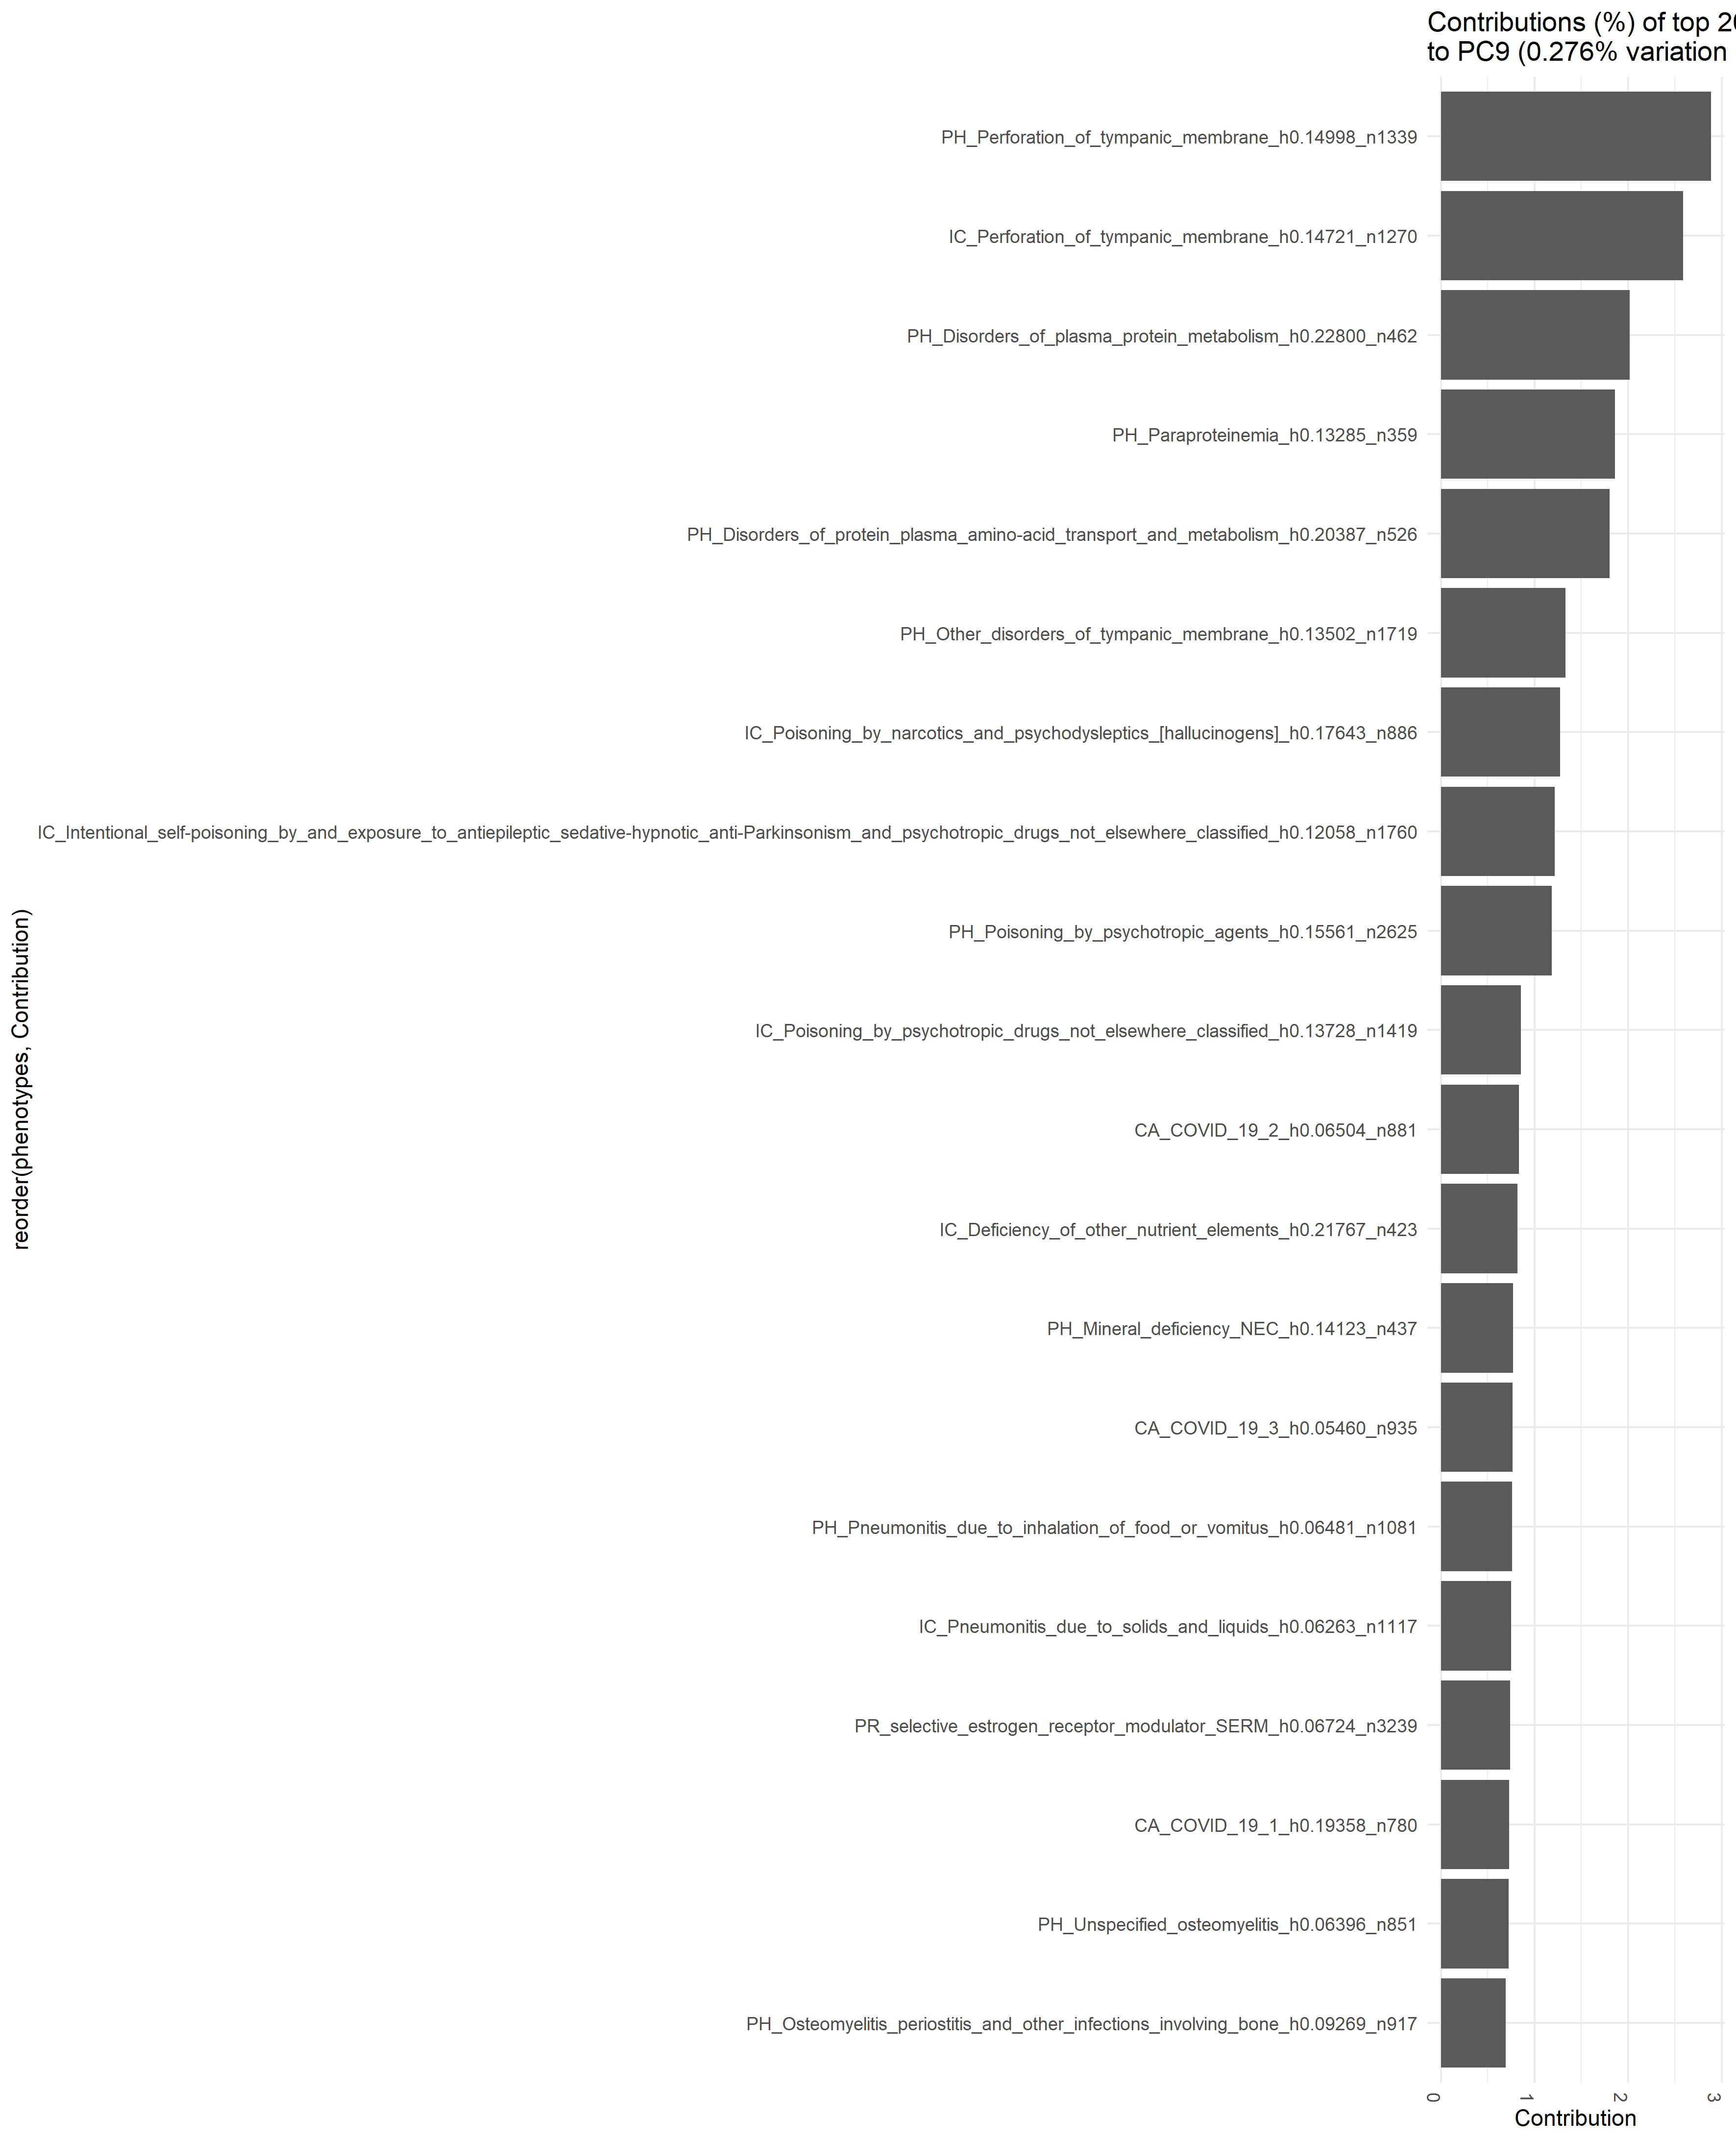 Contributions (%) of top 20
to PC9 (0.276% variation
PH_Perforation_of_tympanic_membrane_h0.14998_n1339
IC_Perforation_of_tympanic_membrane_h0.14721_n1270
PH_Disorders_of_plasma_protein_metabolism_h0.22800_n462
PH_Paraproteinemia_h0.13285_n359
PH_Disorders_of_protein_plasma_amino-acid_transport_and_metabolism_h0.20387_n526
PH_Other_disorders_of_tympanic_membrane_h0.13502_n1719
IC_Poisoning_by_narcotics_and_psychodysleptics_[hallucinogens]_h0.17643_n886
IC_Intentional_self-poisoning_by_and_exposure_to_antiepileptic_sedative-hypnotic_anti-Parkinsonism_and_psychotropic_drugs_not_elsewhere_classified_h0.12058_n1760
PH_Poisoning_by_psychotropic_agents_h0.15561_n2625
IC_Poisoning_by_psychotropic_drugs_not_elsewhere_classified_h0.13728_n1419
CA_COVID_19_2_h0.06504_n881
IC_Deficiency_of_other_nutrient_elements_h0.21767_n423
PH_Mineral_deficiency_NEC_h0.14123_n437
CA_COVID_19_3_h0.05460_n935
PH_Pneumonitis_due_to_inhalation_of_food_or_vomitus_h0.06481_n1081
IC_Pneumonitis_due_to_solids_and_liquids_h0.06263_n1117
PR_selective_estrogen_receptor_modulator_SERM_h0.06724_n3239
CA_COVID_19_1_h0.19358_n780
PH_Unspecified_osteomyelitis_h0.06396_n851
PH_Osteomyelitis_periostitis_and_other_infections_involving_bone_h0.09269_n917
reorder(phenotypes, Contribution)
0 1 2 3
Contribution